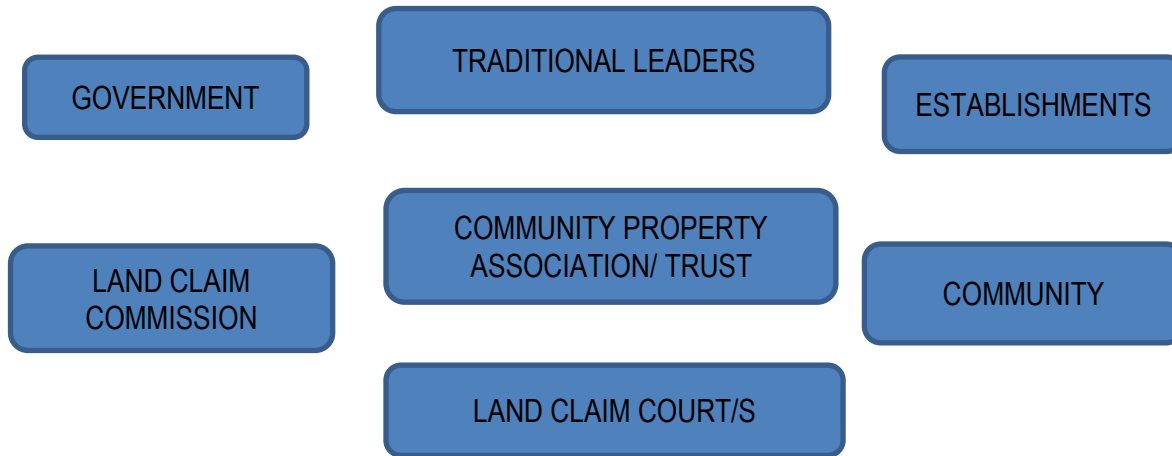 TRADITIONAL LEADERS
GOVERNMENT
ESTABLISHMENTS
COMMUNITY PROPERTY
ASSOCIATION/ TRUST
LAND CLAIM
COMMISSION
COMMUNITY
LAND CLAIM COURT/S